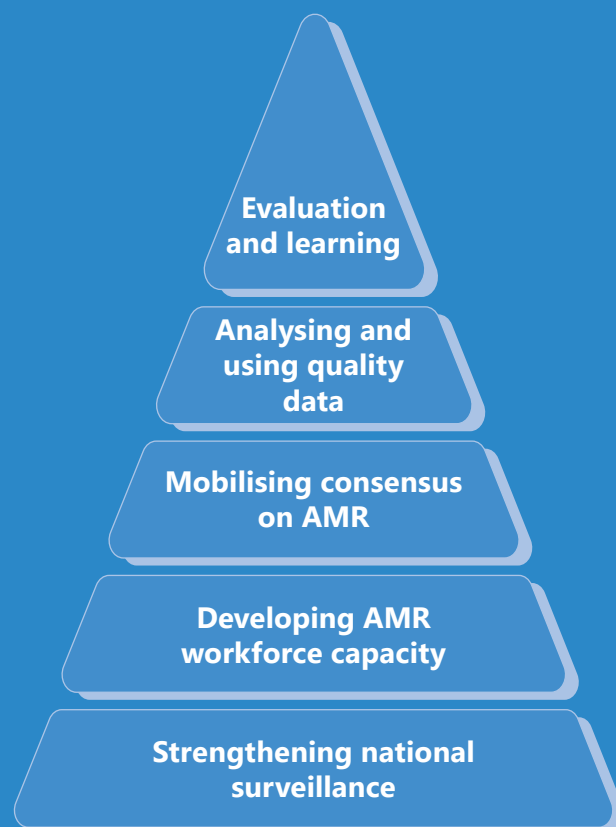 Evaluation
and learning
Analysing and
using quality
data
Mobilising consensus
on AMR
Developing AMR
workforce capacity
Strengthening national
surveillance